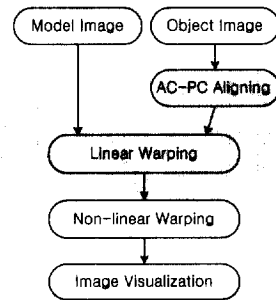 Model Image
Object Image
AC-PC Aligning
Linear Warping
Non-linear Warping
Image Visualization